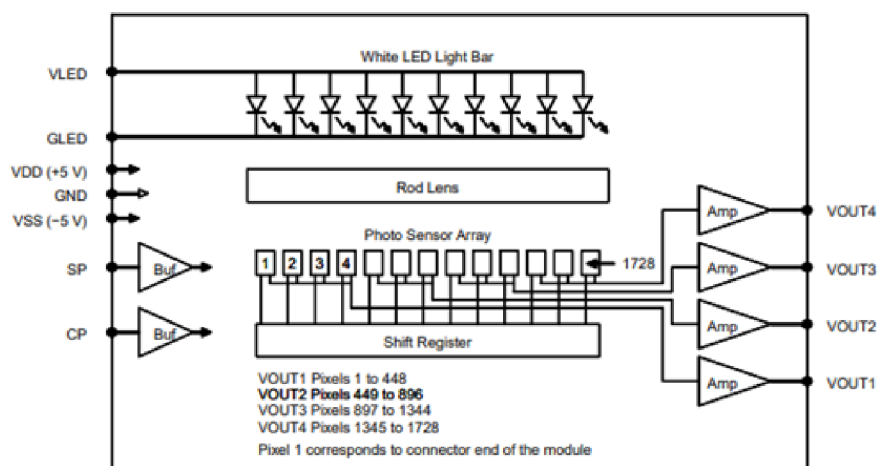 White LED Light Bar
VLED
GLED
VDD (+5 V)
GND
VSS (−5 V)
Rod Lens
Amp
VOUT4
Photo Sensor Array
SP
Buf
1
2
3
4
1728
Amp
VOUT3
CP
Buf
Shift Register
Amp
VOUT2
Amp
VOUT1
VOUT1 Pixels 1 to 448
VOUT2 Pixels 449 to 896
VOUT3 Pixels 897 to 1344
VOUT4 Pixels 1345 to 1728
Pixel 1 corresponds to connector end of the module